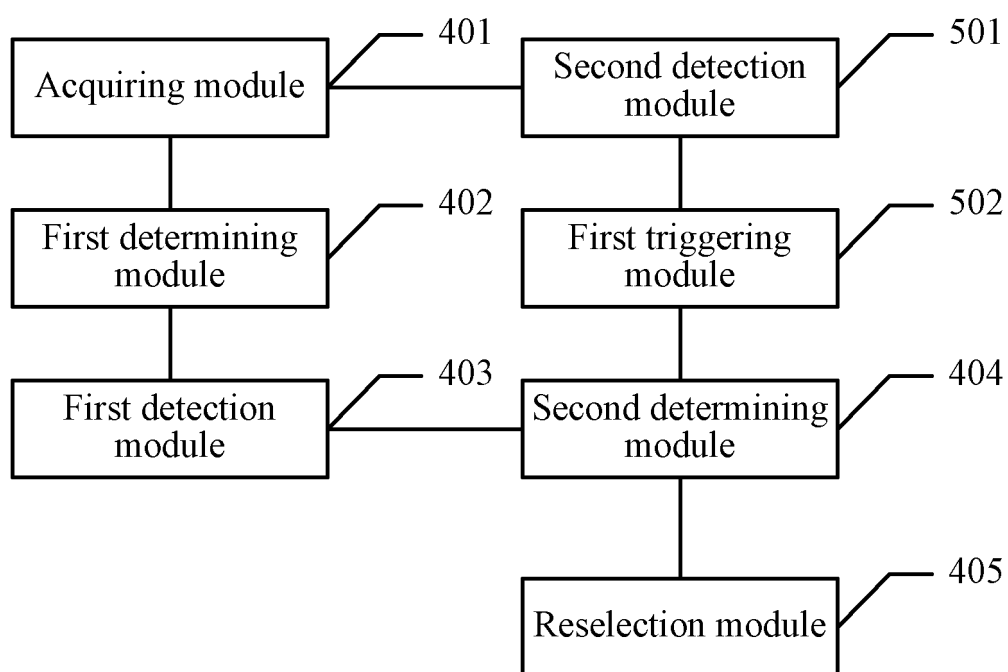 401
501
Acquiring module
Second detection
module
402
502
First determining
module
First triggering
module
403
404
First detection
module
Second determining
module
405
Reselection module